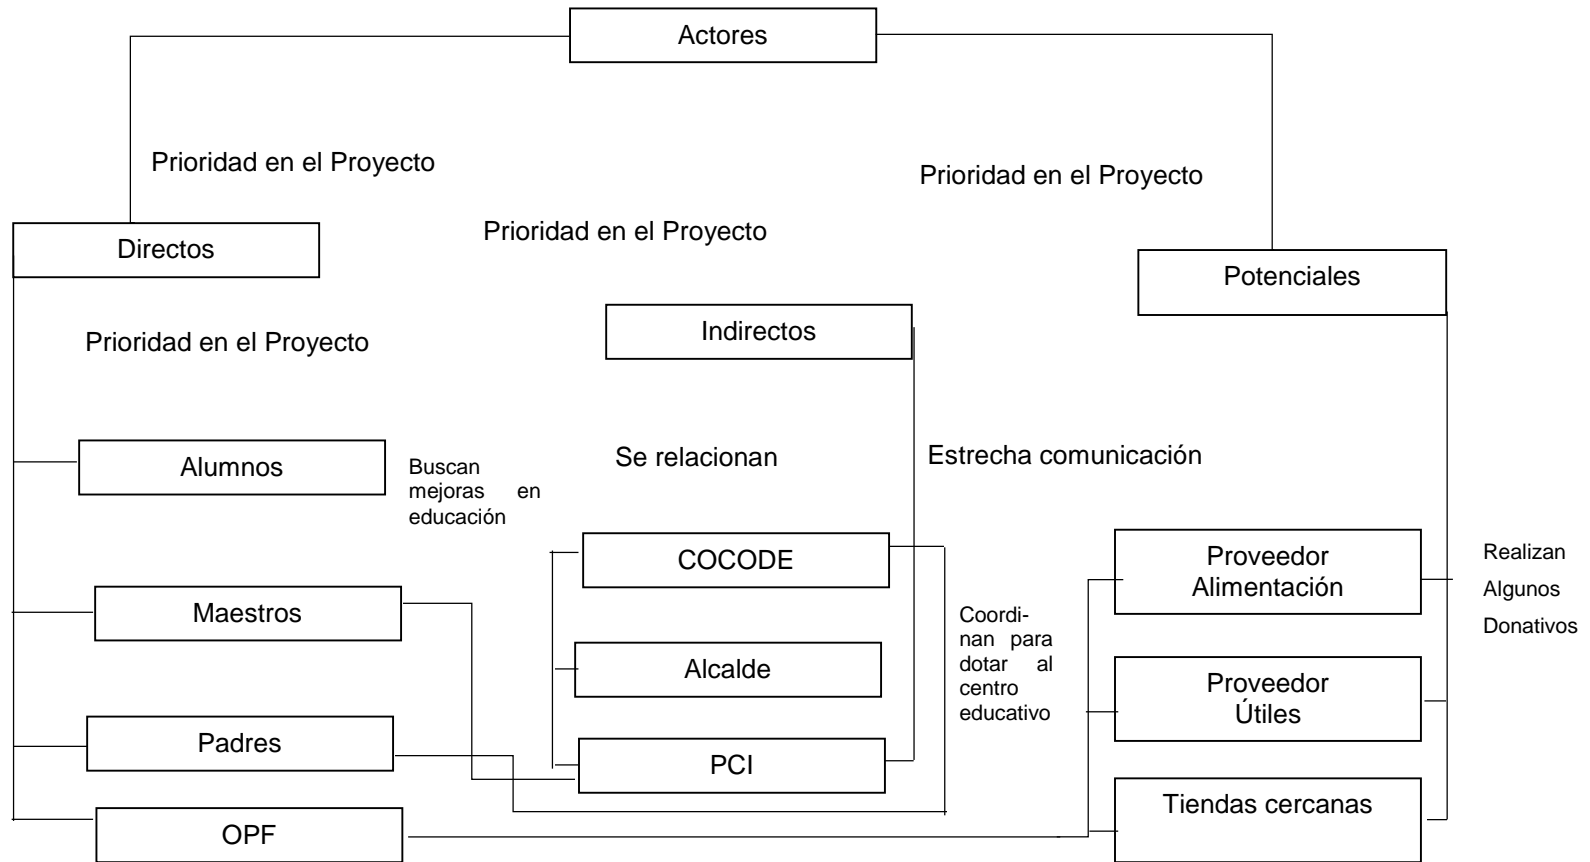 Actores
Prioridad en el Proyecto
Prioridad en el Proyecto
Prioridad en el Proyecto
Directos
Potenciales
Indirectos
Prioridad en el Proyecto
Alumnos
Buscan
mejoras en
educación
Se relacionan
Estrecha comunicación
COCODE
Proveedor
Alimentación
Realizan
Algunos
Donativos
Maestros
Coordi-
nan para
dotar al
centro
educativo
Alcalde
Proveedor
Útiles
Padres
PCI
Tiendas cercanas
OPF